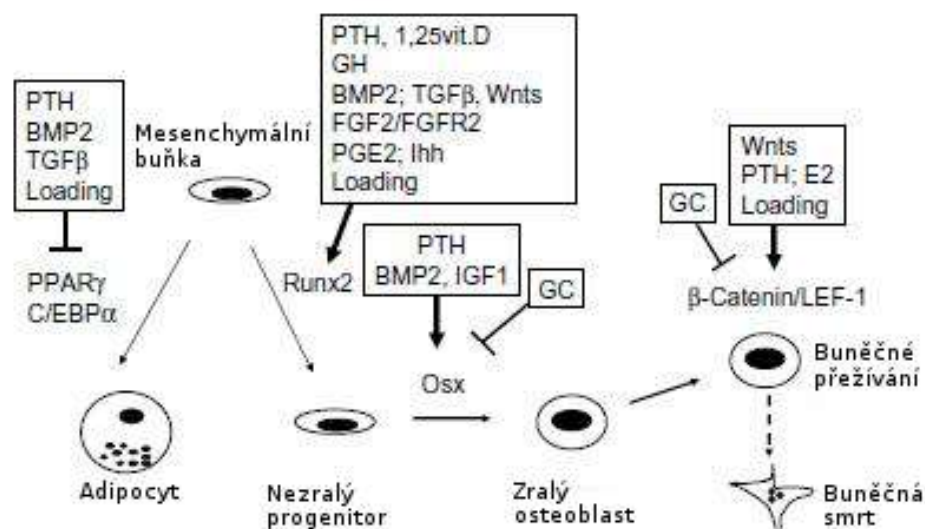 PTH
BMP2
TGFβ
Loading
Mesenchymální
buňka
PTH, 1,25vit.D
GH
BMP2; TGFβ, Wnts
FGF2/FGFR2
PGE2; Ihh
Loading
Wnts
PTH; E2
Loading
GC
PPARγ
C/EBPα
Runx2
PTH
BMP2, IGF1
GC
β-Catenin/LEF-1
Osx
Buněčné
přežívání
Adipocyt
Nezralý
progenitor
Zralý
osteoblast
Buněčná
smrt